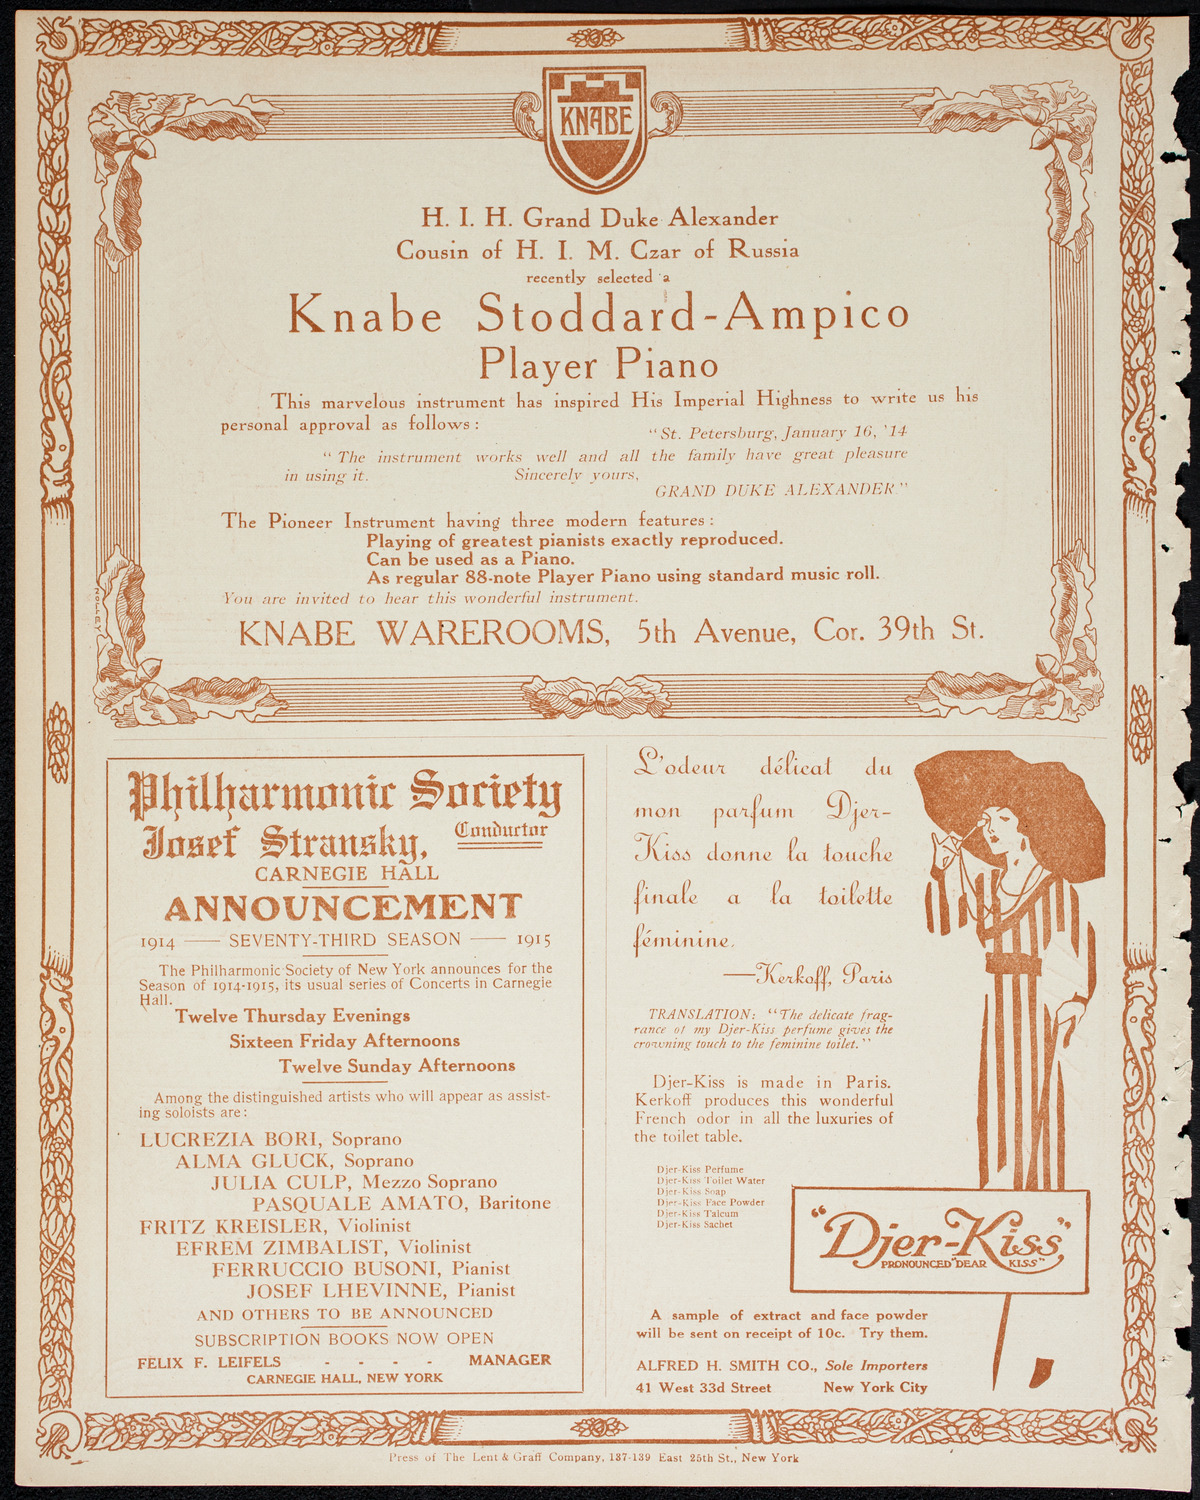 KNABE
H. I. H. Grand Duke Alexander
Cousin of H. I. M. Czar of Russia
recently selected a
Knabe Stoddard-Ampico
Player Piano
This marvelous instrument has inspired His Imperial Highness to write us his
personal approval as follows:
"St. Petersburg, January 16, '14
"The instrument works well and all the family have great pleasure
in using it. Sincerely yours,
GRAND DUKE ALEXANDER"
The Pioneer Instrument having three modern features:
Playing of greatest pianists exactly reproduced.
Can be used as a Piano.
As regular 88-note Player Piano using standard music roll.
You are invited to hear this wonderful instrument.
KNABE WAREROOMS, 5th Avenue, Cor. 39th St.
NOLLEY
Philharmonic Society
Josef Stransky, Conductor
CARNEGIE HALL
ANNOUNCEMENT
1914 — SEVENTY-THIRD SEASON — 1915
The Philharmonic Society of New York announces for the
Season of 1914-1915, its usual series of Concerts in Carnegie
Hall.
Twelve Thursday Evenings
Sixteen Friday Afternoons
Twelve Sunday Afternoons
Among the distinguished artists who will appear as assist-
ing soloists are:
LUCREZIA BORI, Soprano
ALMA GLUCK, Soprano
JULIA CULP, Mezzo Soprano
PASQUALE AMATO, Baritone
FRITZ KREISLER, Violinist
EFREM ZIMBALIST, Violinist
FERRUCCIO BUSONI, Pianist
JOSEF LHEVINNE, Pianist
AND OTHERS TO BE ANNOUNCED
SUBSCRIPTION BOOKS NOW OPEN
FELIX F. LEIFELS - - - - MANAGER
CARNEGIE HALL, NEW YORK
L'odeur délicat du
mon parfum Djer-
Kiss donne la touche
finale a la toilette
féminine.
—Kerkoff, Paris
TRANSLATION: "The delicate frag-
rance of my Djer-Kiss perfume gives the
crowning touch to the feminine toilet."
Djer-Kiss is made in Paris.
Kerkoff produces this wonderful
French odor in all the luxuries of
the toilet table.
Djer-Kiss Perfume
Djer-Kiss Toilet Water
Djer-Kiss Soap
Djer-Kiss Face Powder
Djer-Kiss Talcum
Djer-Kiss Sachet
"Djer-Kiss"
PRONOUNCED "DEAR KISS"
A sample of extract and face powder
will be sent on receipt of 10c. Try them.
ALFRED H. SMITH CO., Sole Importers
41 West 33d Street New York City
Press of The Lent & Graff Company, 137-139 East 25th St., New York